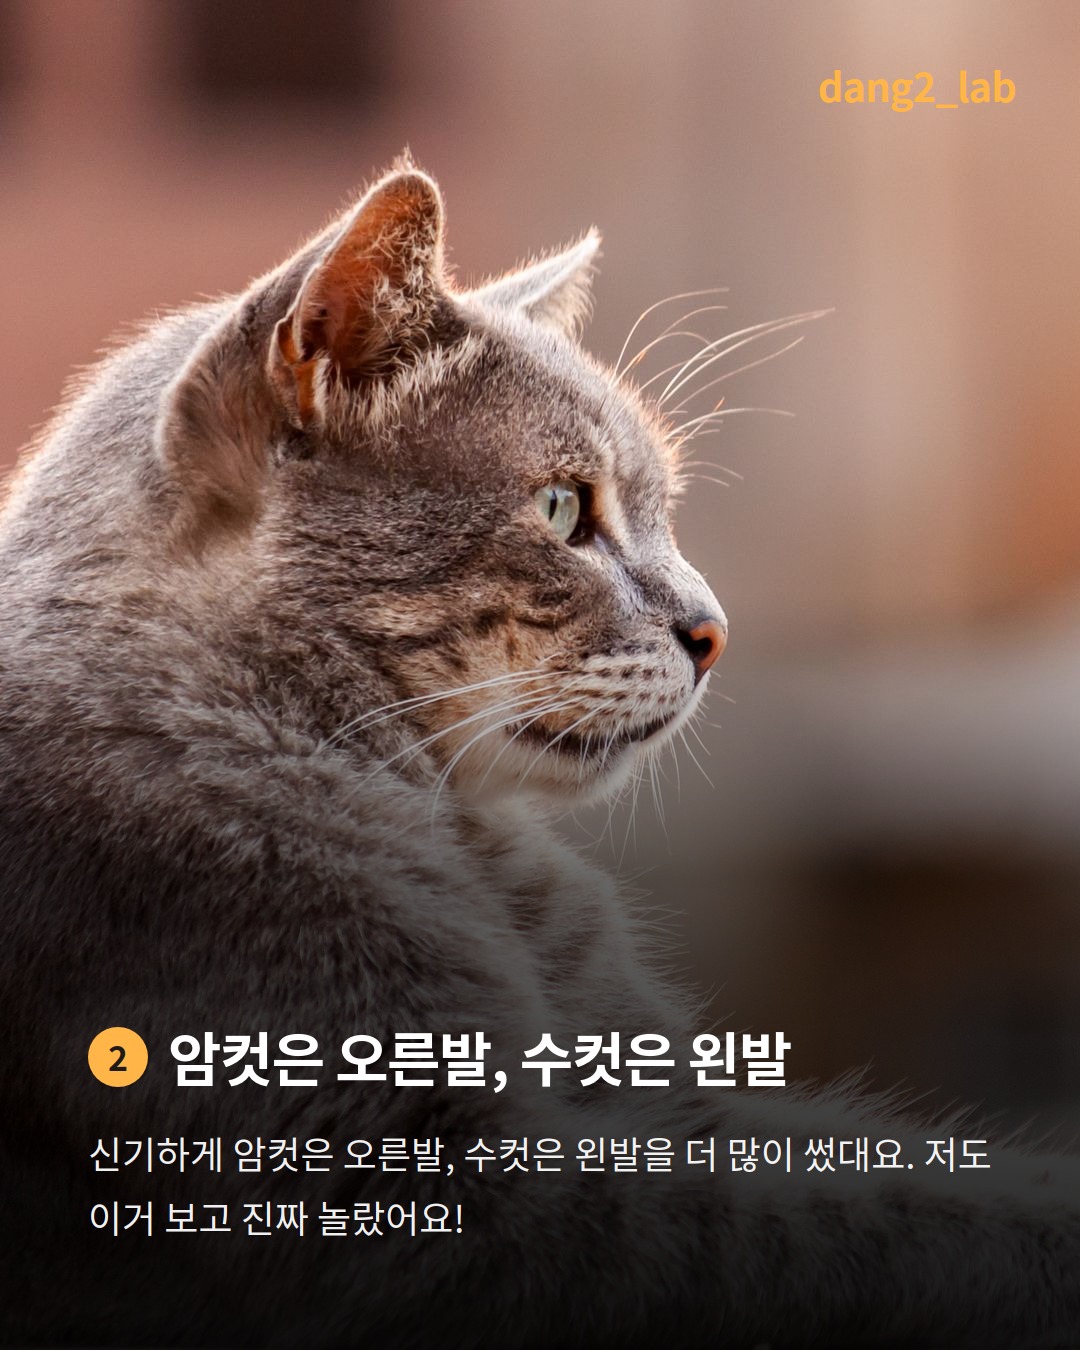 dang2_lab
2 암컷은 오른발, 수컷은 왼발
신기하게 암컷은 오른발, 수컷은 왼발을 더 많이 썼대요. 저도
이거 보고 진짜 놀랐어요!